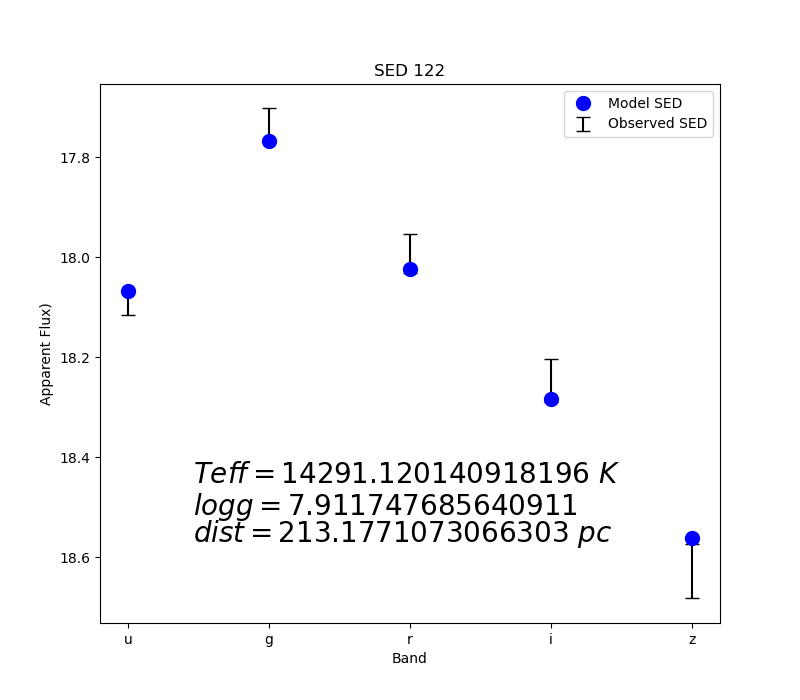 SED 122
Model SED
Observed SED
17.8
18.0
18.2
18.4
18.6
Apparent Flux)
Teff = 14291.120140918196 K
logg = 7.911747685640911
dist = 213.1771073066303 pc
u g r i z
Band